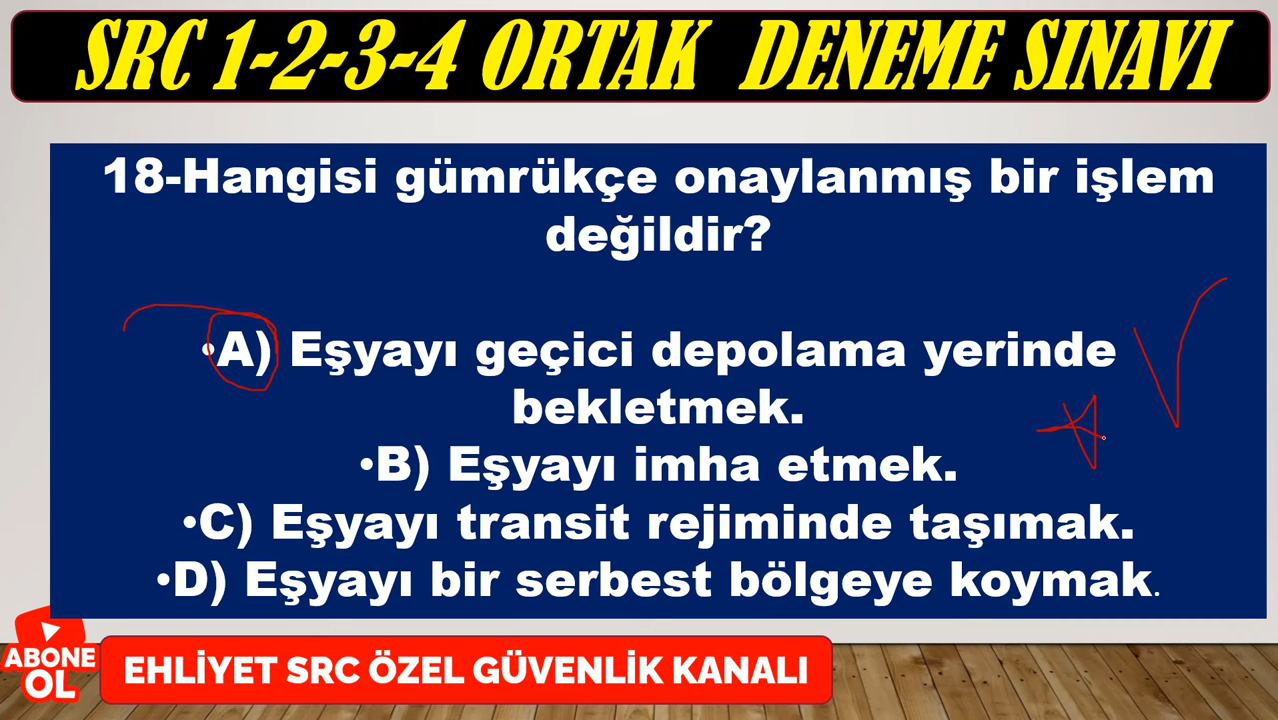 SRC 1-2-3-4 ORTAK DENEME SINAVI
18-Hangisi gümrükçe onaylanmış bir işlem
değildir?
•A) Eşyayı geçici depolama yerinde
bekletmek.
•B) Eşyayı imha etmek.
•C) Eşyayı transit rejiminde taşımak.
•D) Eşyayı bir serbest bölgeye koymak.
ABONE
OL
EHLİYET SRC ÖZEL GÜVENLİK KANALI